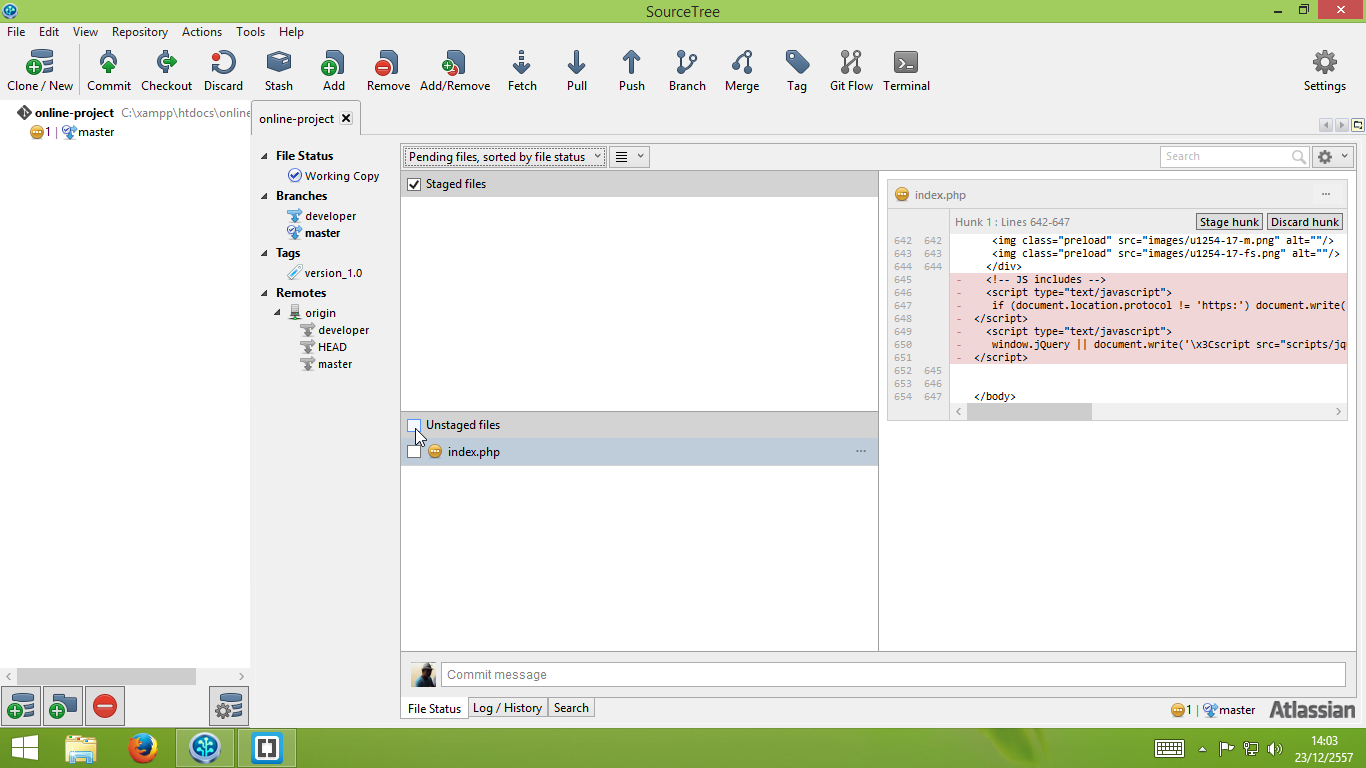 SourceTree
File Edit View Repository Actions Tools Help
Clone / New Commit Checkout Discard Stash Add Remove Add/Remove Fetch Pull Push Branch Merge Tag Git Flow Terminal Settings
online-project C:\xampp\htdocs\online
1 | master
online-project
File Status
Working Copy
Branches
developer
master
Tags
version_1.0
Remotes
origin
developer
HEAD
master
Pending files, sorted by file status
Search
Staged files
Unstaged files
index.php
index.php
Hunk 1 : Lines 642-647
Stage hunk Discard hunk
642 642 <img class="preload" src="images/u1254-17-m.png" alt=""/>
643 643 <img class="preload" src="images/u1254-17-fs.png" alt=""/>
644 644 </div>
645 - <!-- JS includes -->
646 - <script type="text/javascript">
647 - if (document.location.protocol != 'https:') document.write(
648 - </script>
649 - <script type="text/javascript">
650 - window.jQuery || document.write('\x3Cscript src="scripts/jq
651 - </script>
652 645
653 646
654 647 </body>
Commit message
File Status Log / History Search
1 | master Atlassian
14:03
23/12/2557